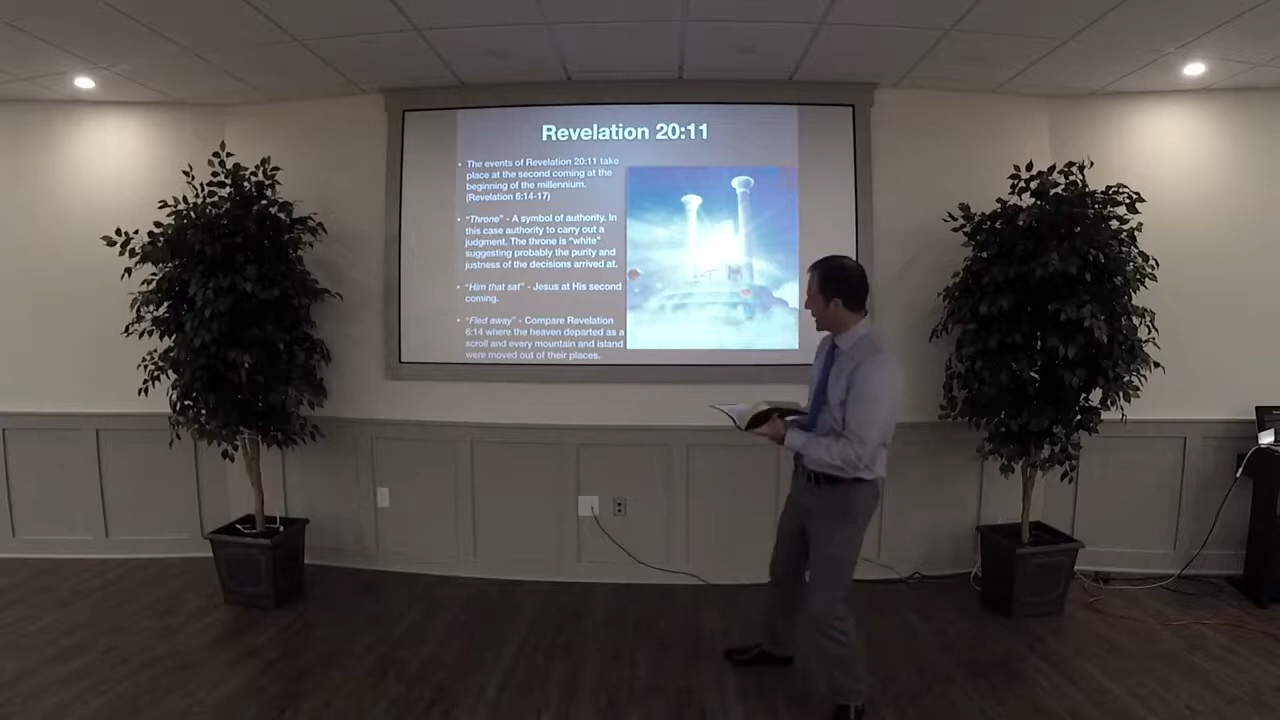 Revelation 20:11
• The events of Revelation 20:11 take
place at the second coming at the
beginning of the millennium.
(Revelation 6:14-17)
• “Throne” - A symbol of authority. In
this case authority to carry out a
judgment. The throne is “white”
suggesting probably the purity and
justness of the decisions arrived at.
• “Him that sat” - Jesus at His second
coming.
• “Fled away” - Compare Revelation
6:14 where the heaven departed as a
scroll and every mountain and island
were moved out of their places.